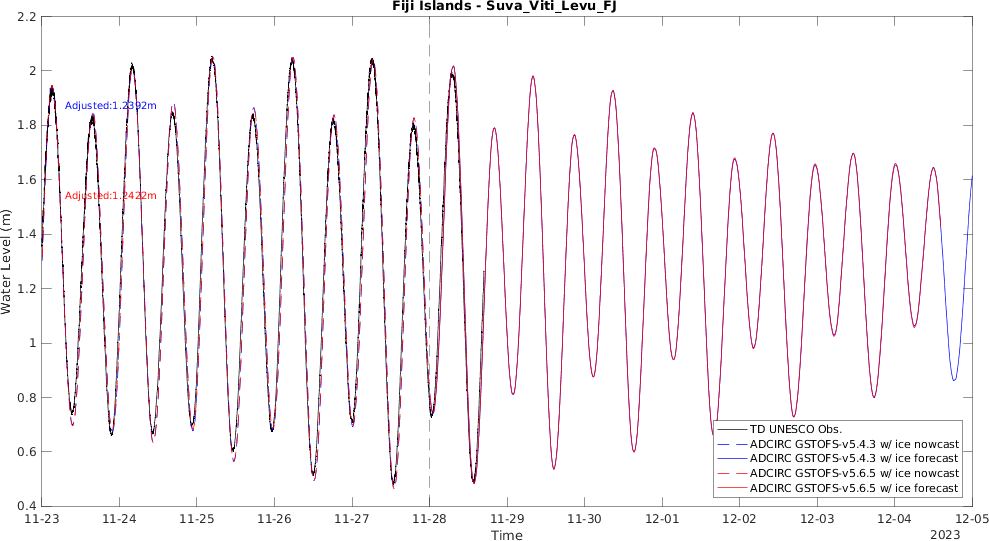 Fiji Islands - Suva_Viti_Levu_FJ
2.2
2
1.8
1.6
1.4
1.2
1
0.8
0.6
0.4
Water Level (m)
Adjusted:1.2392m
Adjusted:1.2422m
TD UNESCO Obs.
ADCIRC GSTOFS-v5.4.3 w/ ice nowcast
ADCIRC GSTOFS-v5.4.3 w/ ice forecast
ADCIRC GSTOFS-v5.6.5 w/ ice nowcast
ADCIRC GSTOFS-v5.6.5 w/ ice forecast
11-23 11-24 11-25 11-26 11-27 11-28 11-29 11-30 12-01 12-02 12-03 12-04 12-05
Time
2023